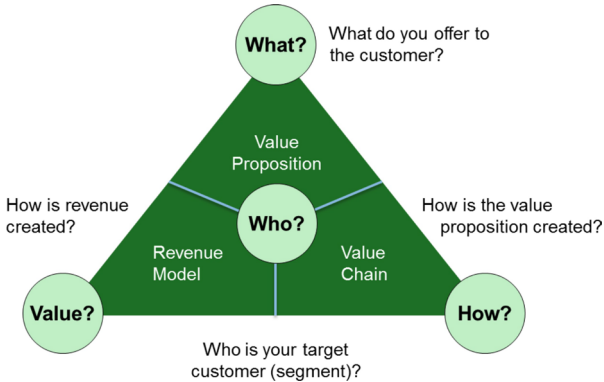 What?
What do you offer to
the customer?
Value
Proposition
How is revenue
created?
Who?
How is the value
proposition created?
Revenue
Model
Value
Chain
Value?
How?
Who is your target
customer (segment)?